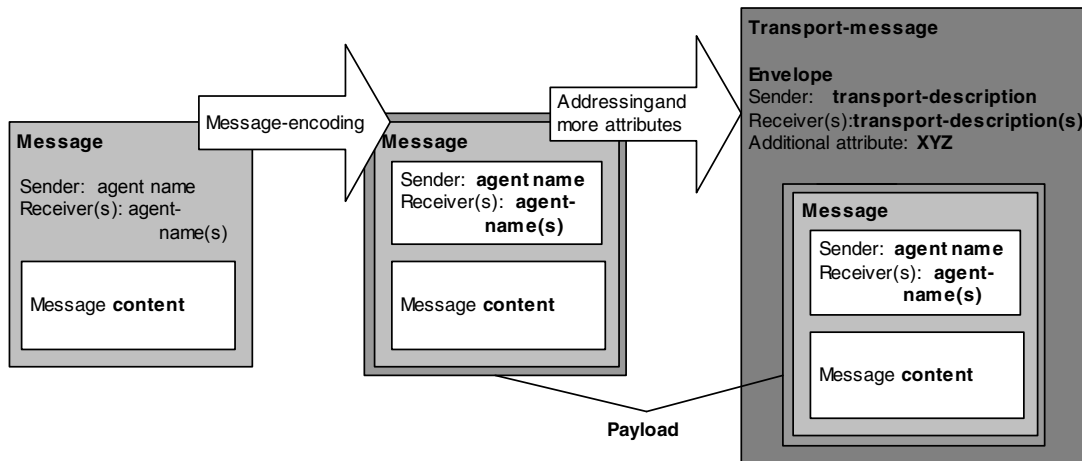 Message
Sender: agent name
Receiver(s): agent-
name(s)
Message content
Message-encoding
Message
Sender: agent name
Receiver(s): agent-
name(s)
Message content
Addressingand
more attributes
Transport-message
Envelope
Sender: transport-description
Receiver(s):transport-description(s)
Additional attribute: XYZ
Message
Sender: agent name
Receiver(s): agent-
name(s)
Message content
Payload